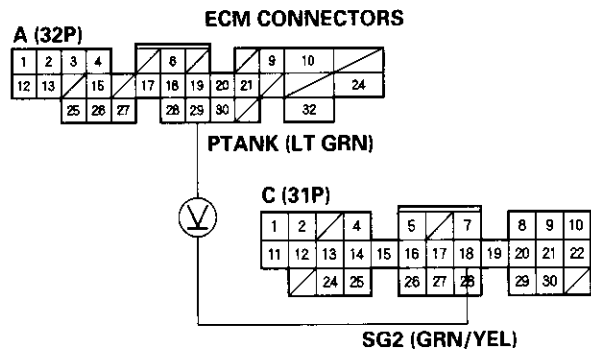 ECM CONNECTORS
A (32P)
1 2 3 4 6 9 10
12 13 15 17 18 19 20 21 24
25 26 27 28 29 30 32
PTANK (LT GRN)
V
C (31P)
1 2 4 5 7 8 9 10
11 12 13 14 15 16 17 18 19 20 21 22
24 25 26 27 28 29 30
SG2 (GRN/YEL)